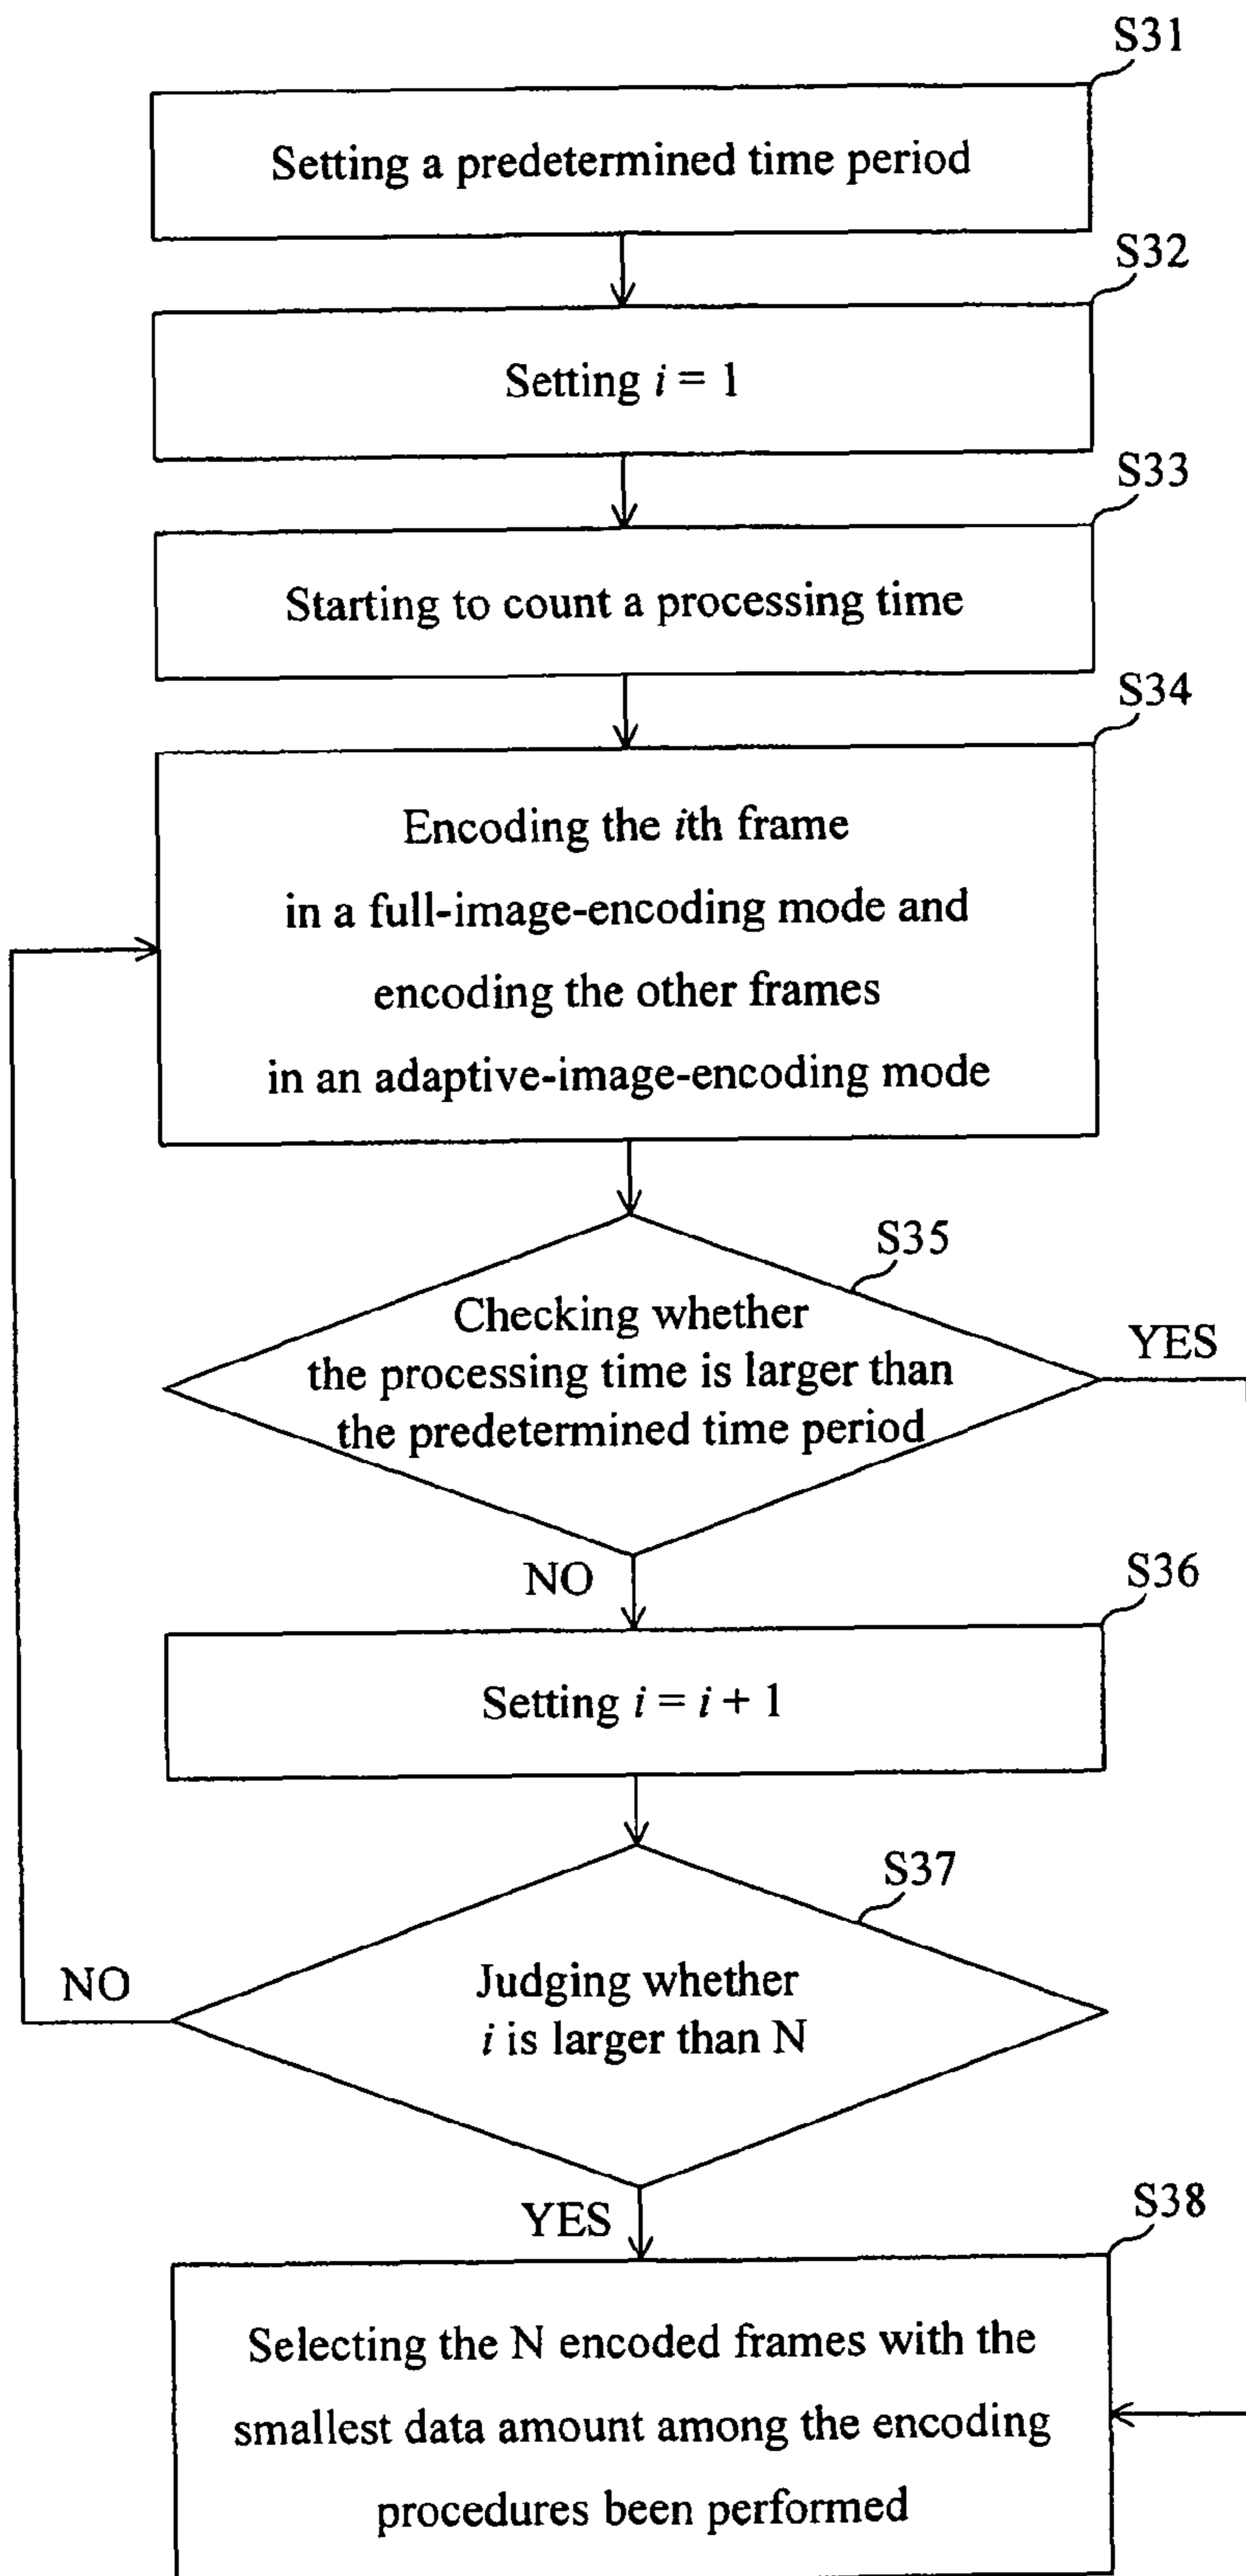 S31
Setting a predetermined time period
S32
Setting i = 1
S33
Starting to count a processing time
S34
Encoding the ith frame
in a full-image-encoding mode and
encoding the other frames
in an adaptive-image-encoding mode
S35
Checking whether
the processing time is larger than
the predetermined time period
YES
NO
S36
Setting i = i + 1
S37
Judging whether
i is larger than N
NO
YES
S38
Selecting the N encoded frames with the
smallest data amount among the encoding
procedures been performed